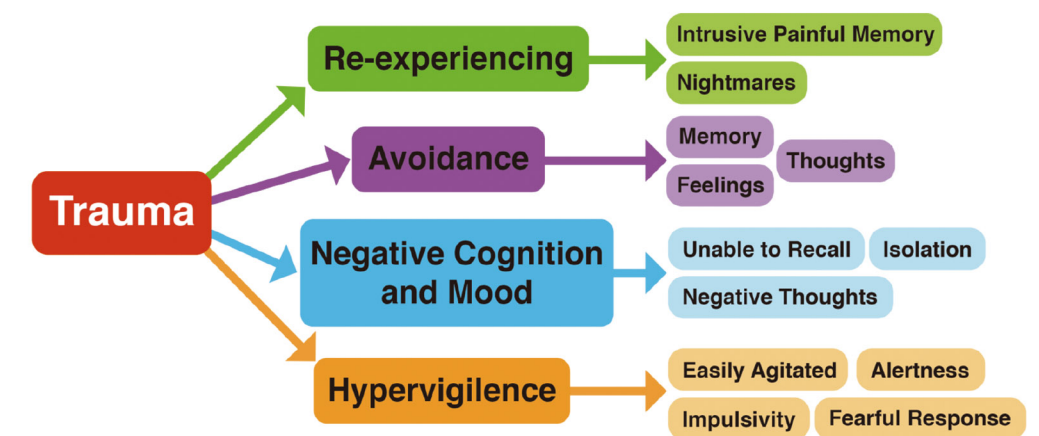 Trauma
Re-experiencing
Intrusive Painful Memory
Nightmares
Avoidance
Memory
Thoughts
Feelings
Negative Cognition
and Mood
Unable to Recall
Isolation
Negative Thoughts
Hypervigilence
Easily Agitated
Alertness
Impulsivity
Fearful Response